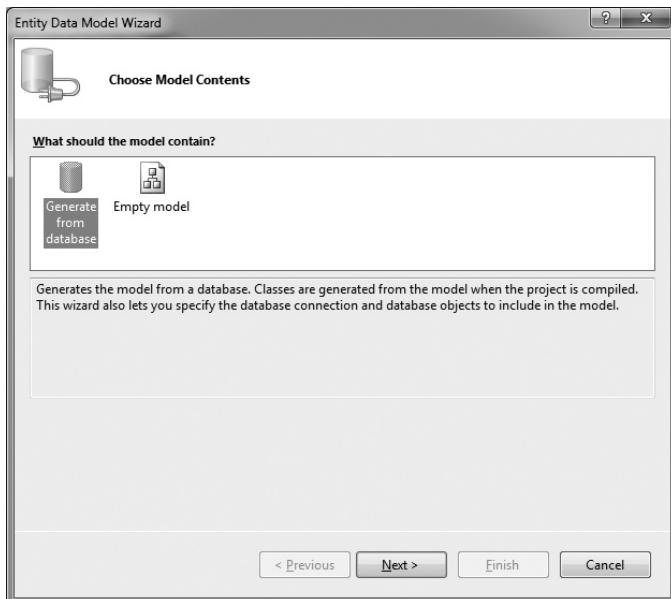 Entity Data Model Wizard
Choose Model Contents
What should the model contain?
Generate
from
database
Empty model
Generates the model from a database. Classes are generated from the model when the project is compiled.
This wizard also lets you specify the database connection and database objects to include in the model.
< Previous
Next >
Finish
Cancel